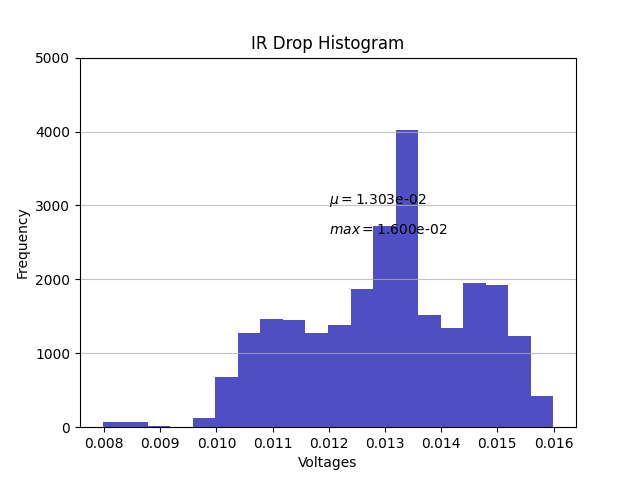 IR Drop Histogram
5000
4000
3000
2000
1000
0
Frequency
μ = 1.303e-02
max = 1.600e-02
0.008 0.009 0.010 0.011 0.012 0.013 0.014 0.015 0.016
Voltages